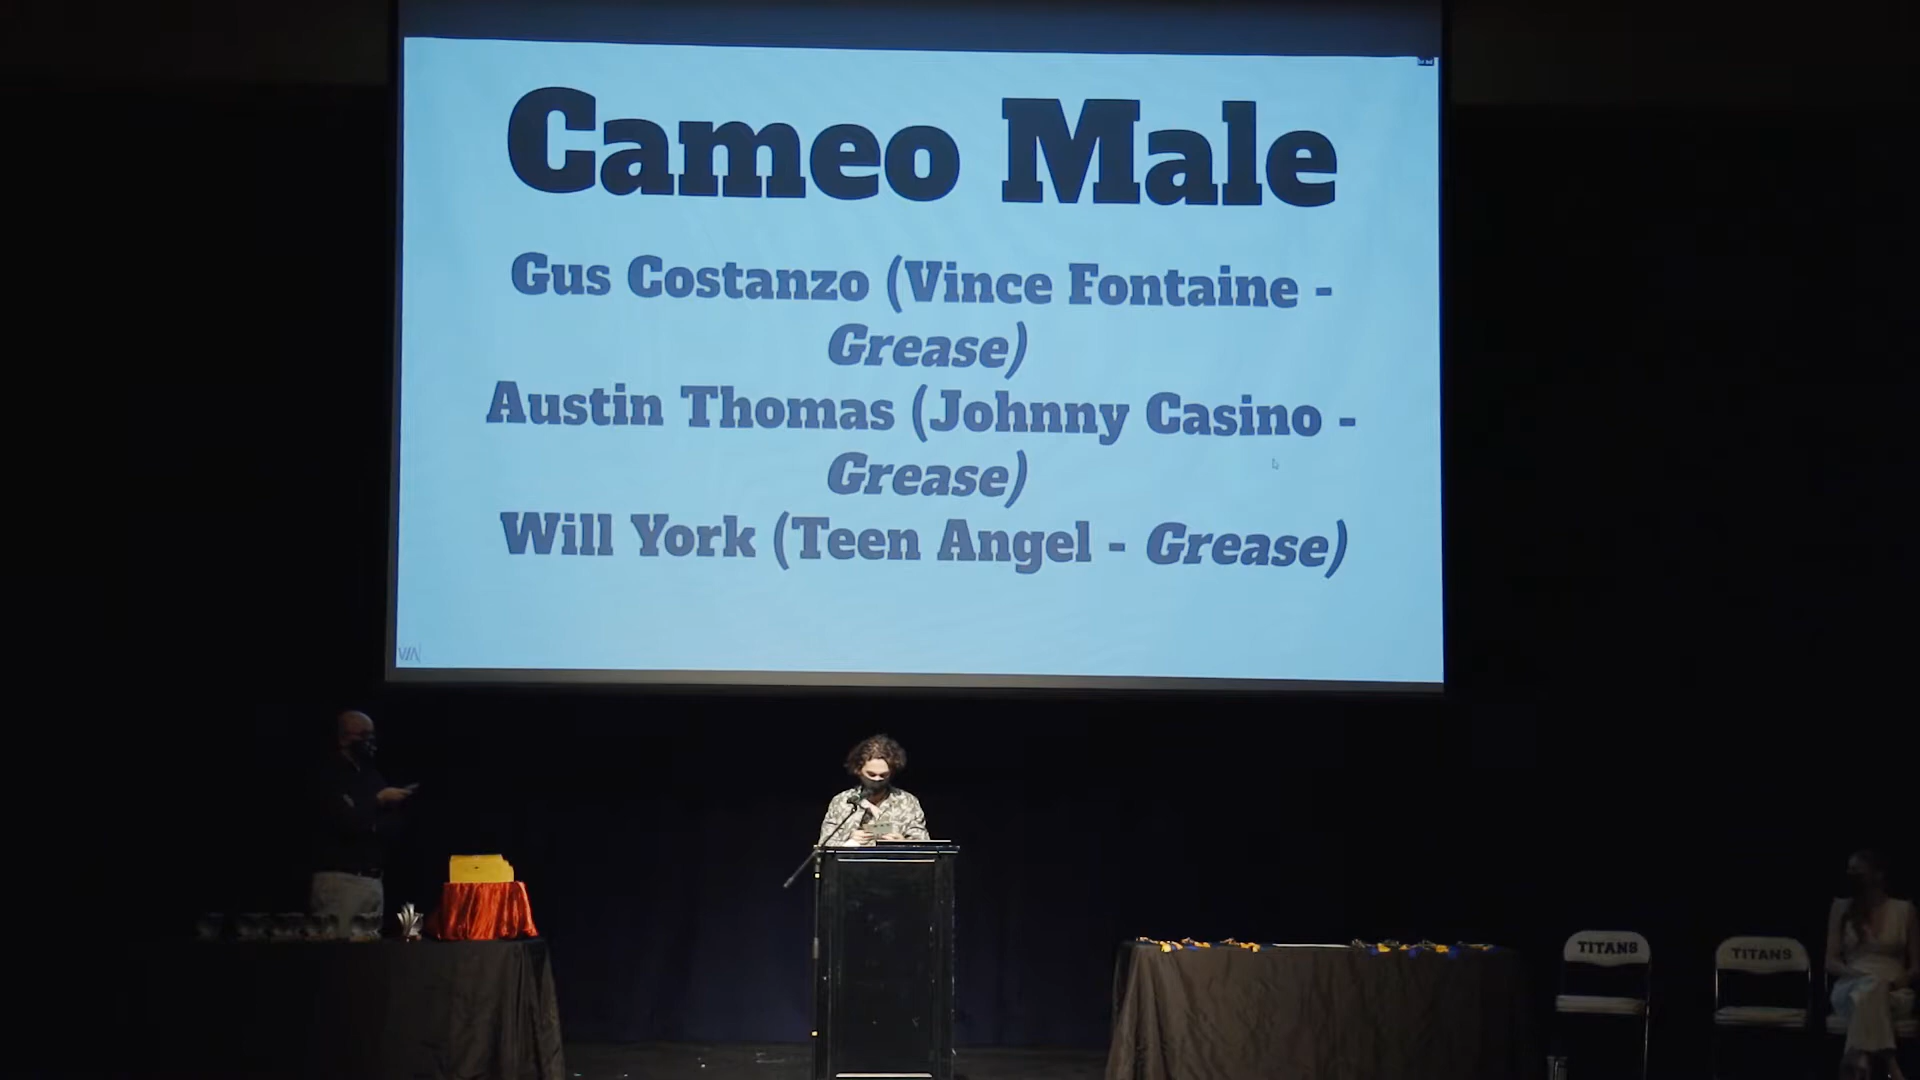 Cameo Male
Gus Costanzo (Vince Fontaine -
Grease)
Austin Thomas (Johnny Casino -
Grease)
Will York (Teen Angel - Grease)
TITANS
TITANS